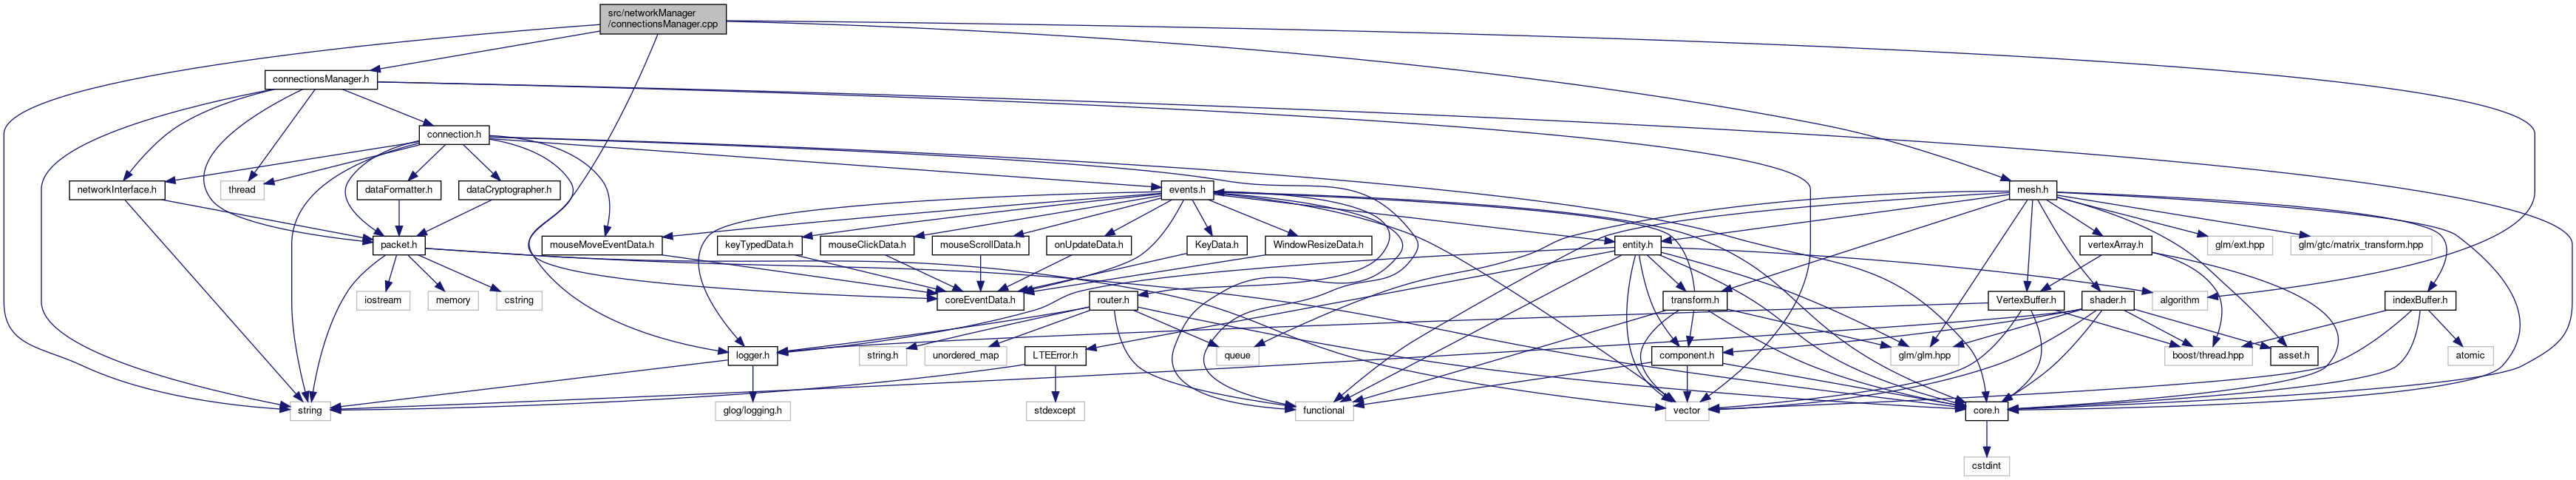 src/networkManager
/connectionsManager.cpp
connectionsManager.h
connection.h
networkInterface.h
thread
dataFormatter.h
dataCryptographer.h
events.h
mesh.h
packet.h
mouseMoveEventData.h
keyTypedData.h
mouseClickData.h
mouseScrollData.h
onUpdateData.h
KeyData.h
WindowResizeData.h
entity.h
vertexArray.h
glm/ext.hpp
glm/gtc/matrix_transform.hpp
iostream
memory
cstring
coreEventData.h
router.h
transform.h
VertexBuffer.h
shader.h
algorithm
indexBuffer.h
logger.h
string.h
unordered_map
LTEError.h
queue
component.h
glm/glm.hpp
boost/thread.hpp
asset.h
atomic
string
glog/logging.h
stdexcept
functional
vector
core.h
cstdint